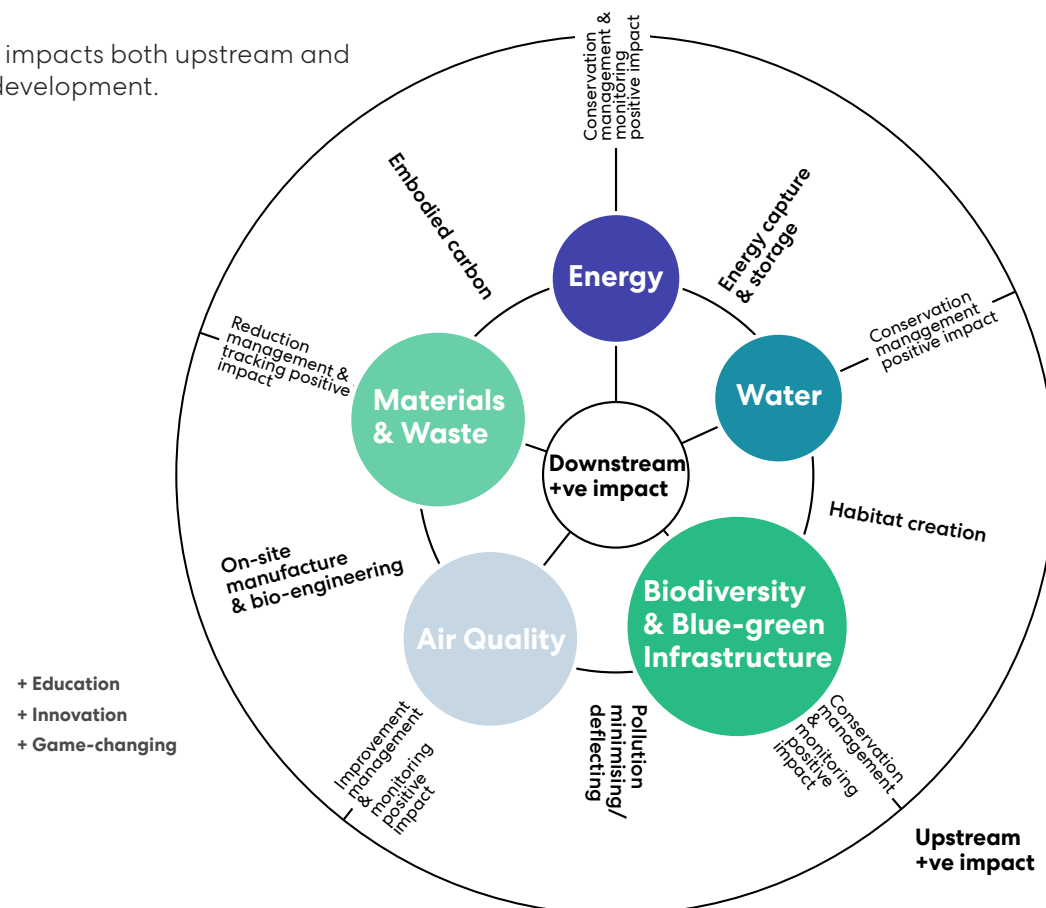 impacts both upstream and
development.
Conservation
management &
monitoring
positive impact
Embodied carbon
Energy capture
& storage
Energy
Conservation
management
positive impact
Reduction
management &
tracking positive
impact
Water
Materials
& Waste
Downstream
+ve impact
Habitat creation
On-site
manufacture
& bio-engineering
Biodiversity
& Blue-green
Infrastructure
Air Quality
+ Education
+ Innovation
+ Game-changing
Improvement
management
& monitoring
positive
impact
Pollution
minimising/
deflecting
Conservation
management
& monitoring
positive
impact
Upstream
+ve impact